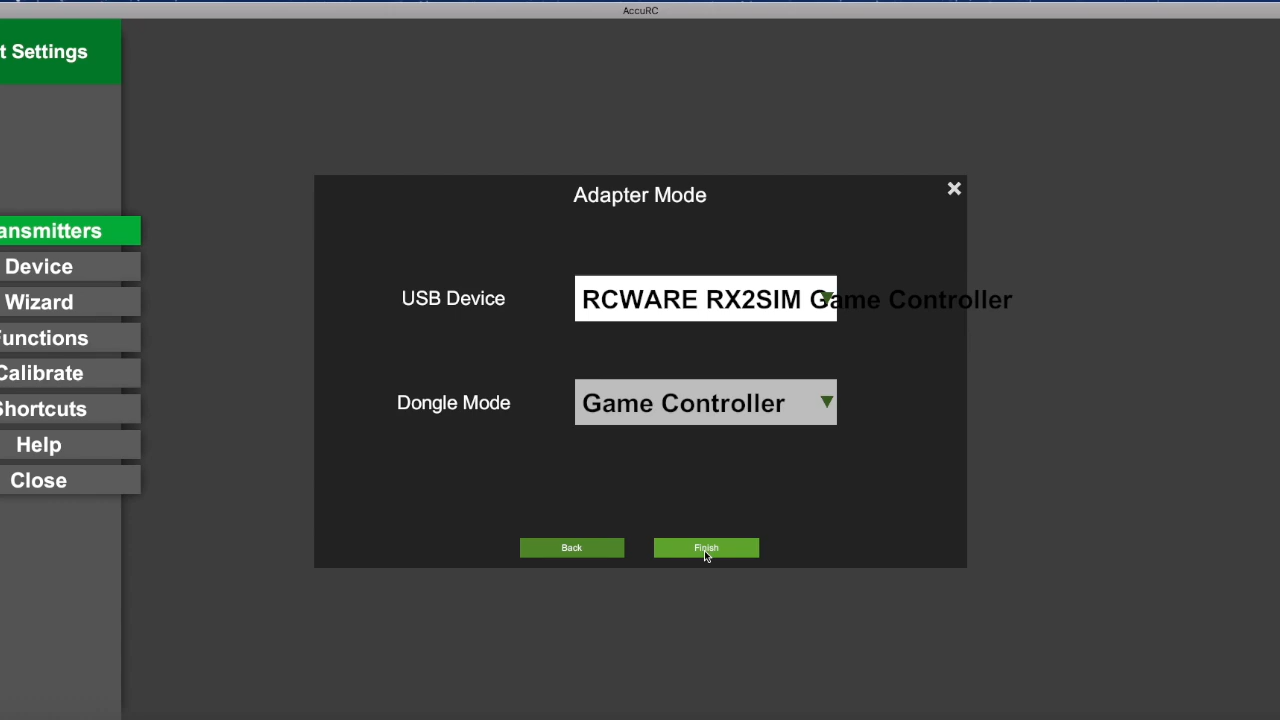 AccuRC
t Settings
ansmitters
Device
Wizard
unctions
Calibrate
Shortcuts
Help
Close
Adapter Mode
USB Device
RCWARE RX2SIM Game Controller
Dongle Mode
Game Controller
Back
Finish